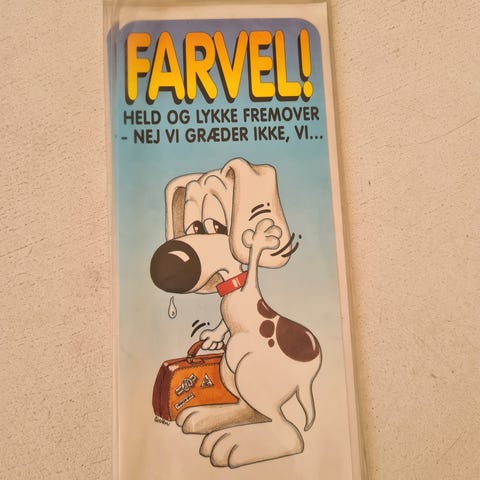 FARVEL!
HELD OG LYKKE FREMOVER
- NEJ VI GRÆDER IKKE, VI...